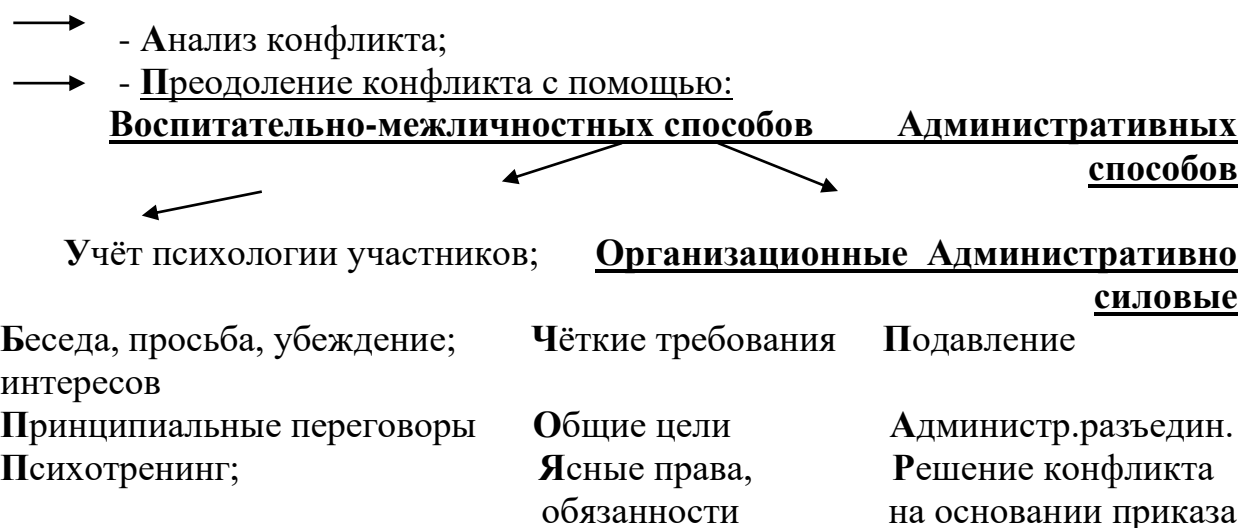 - Анализ конфликта;
- Преодоление конфликта с помощью:
Воспитательно-межличностных способов Административных
способов
Учёт психологии участников; Организационные Административно
силовые
Беседа, просьба, убеждение; Чёткие требования Подавление
интересов
Принципиальные переговоры Общие цели Администр.разъедин.
Психотренинг; Ясные права, Решение конфликта
обязанности на основании приказа